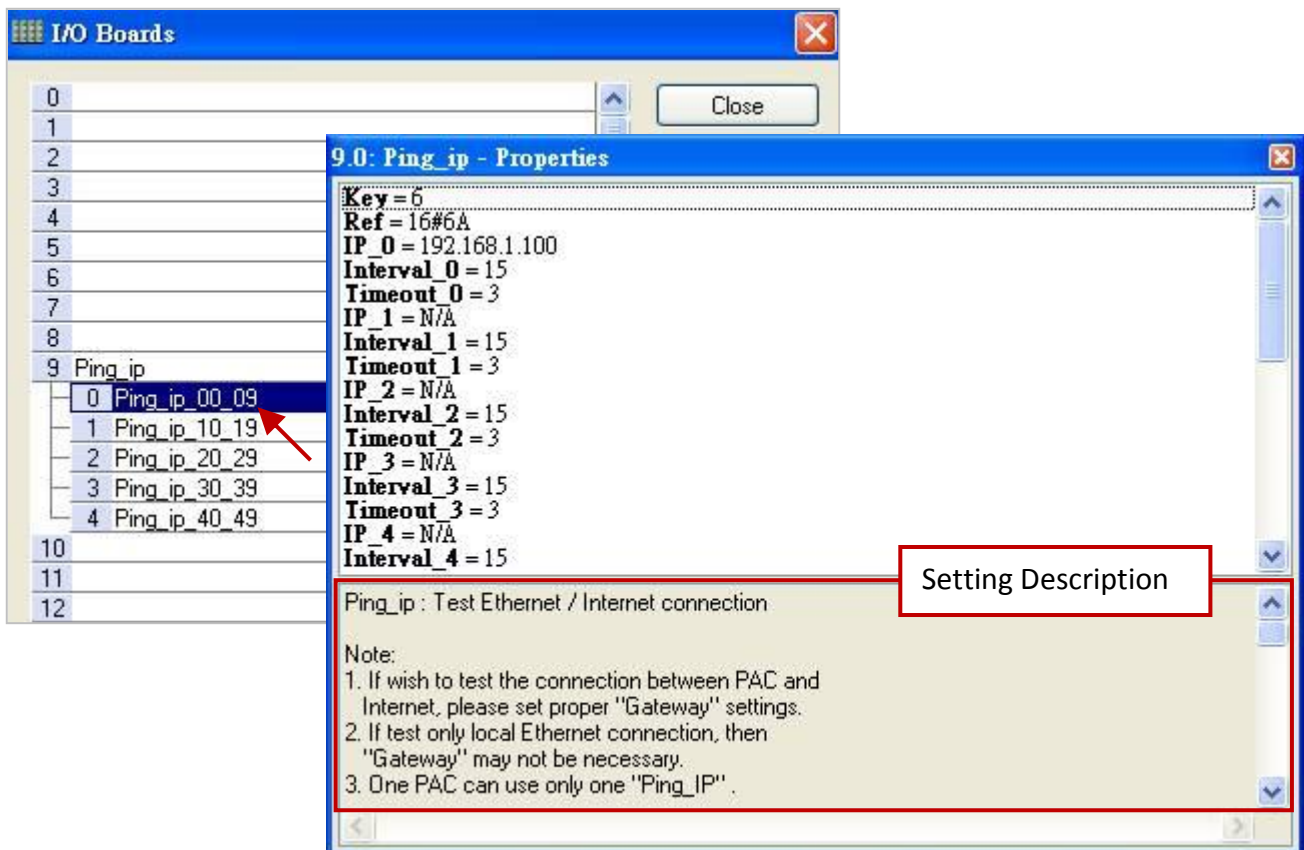 I/O Boards
0
1
2
3
4
5
6
7
8
9 Ping_ip
0 Ping_ip_00_09
1 Ping_ip_10_19
2 Ping_ip_20_29
3 Ping_ip_30_39
4 Ping_ip_40_49
10
11
12
Close
9.0: Ping_ip - Properties
Key = 6
Ref = 16#6A
IP_0 = 192.168.1.100
Interval_0 = 15
Timeout_0 = 3
IP_1 = N/A
Interval_1 = 15
Timeout_1 = 3
IP_2 = N/A
Interval_2 = 15
Timeout_2 = 3
IP_3 = N/A
Interval_3 = 15
Timeout_3 = 3
IP_4 = N/A
Interval_4 = 15
Setting Description
Ping_ip : Test Ethernet / Internet connection
Note:
1. If wish to test the connection between PAC and
Internet, please set proper "Gateway" settings.
2. If test only local Ethernet connection, then
"Gateway" may not be necessary.
3. One PAC can use only one "Ping_IP" .